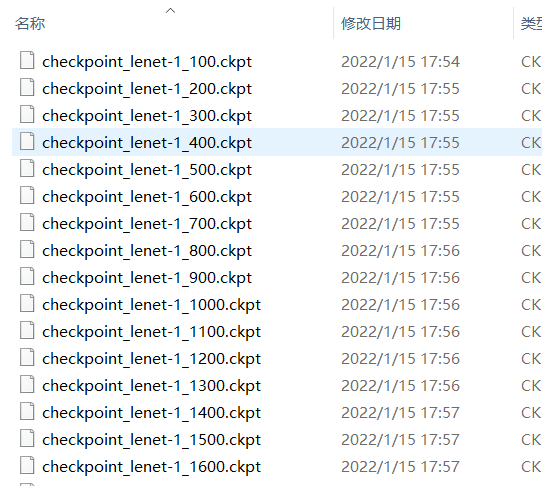 名称 修改日期 类型
checkpoint_lenet-1_100.ckpt 2022/1/15 17:54 CK
checkpoint_lenet-1_200.ckpt 2022/1/15 17:55 CK
checkpoint_lenet-1_300.ckpt 2022/1/15 17:55 CK
checkpoint_lenet-1_400.ckpt 2022/1/15 17:55 CK
checkpoint_lenet-1_500.ckpt 2022/1/15 17:55 CK
checkpoint_lenet-1_600.ckpt 2022/1/15 17:55 CK
checkpoint_lenet-1_700.ckpt 2022/1/15 17:55 CK
checkpoint_lenet-1_800.ckpt 2022/1/15 17:56 CK
checkpoint_lenet-1_900.ckpt 2022/1/15 17:56 CK
checkpoint_lenet-1_1000.ckpt 2022/1/15 17:56 CK
checkpoint_lenet-1_1100.ckpt 2022/1/15 17:56 CK
checkpoint_lenet-1_1200.ckpt 2022/1/15 17:56 CK
checkpoint_lenet-1_1300.ckpt 2022/1/15 17:56 CK
checkpoint_lenet-1_1400.ckpt 2022/1/15 17:57 CK
checkpoint_lenet-1_1500.ckpt 2022/1/15 17:57 CK
checkpoint_lenet-1_1600.ckpt 2022/1/15 17:57 CK